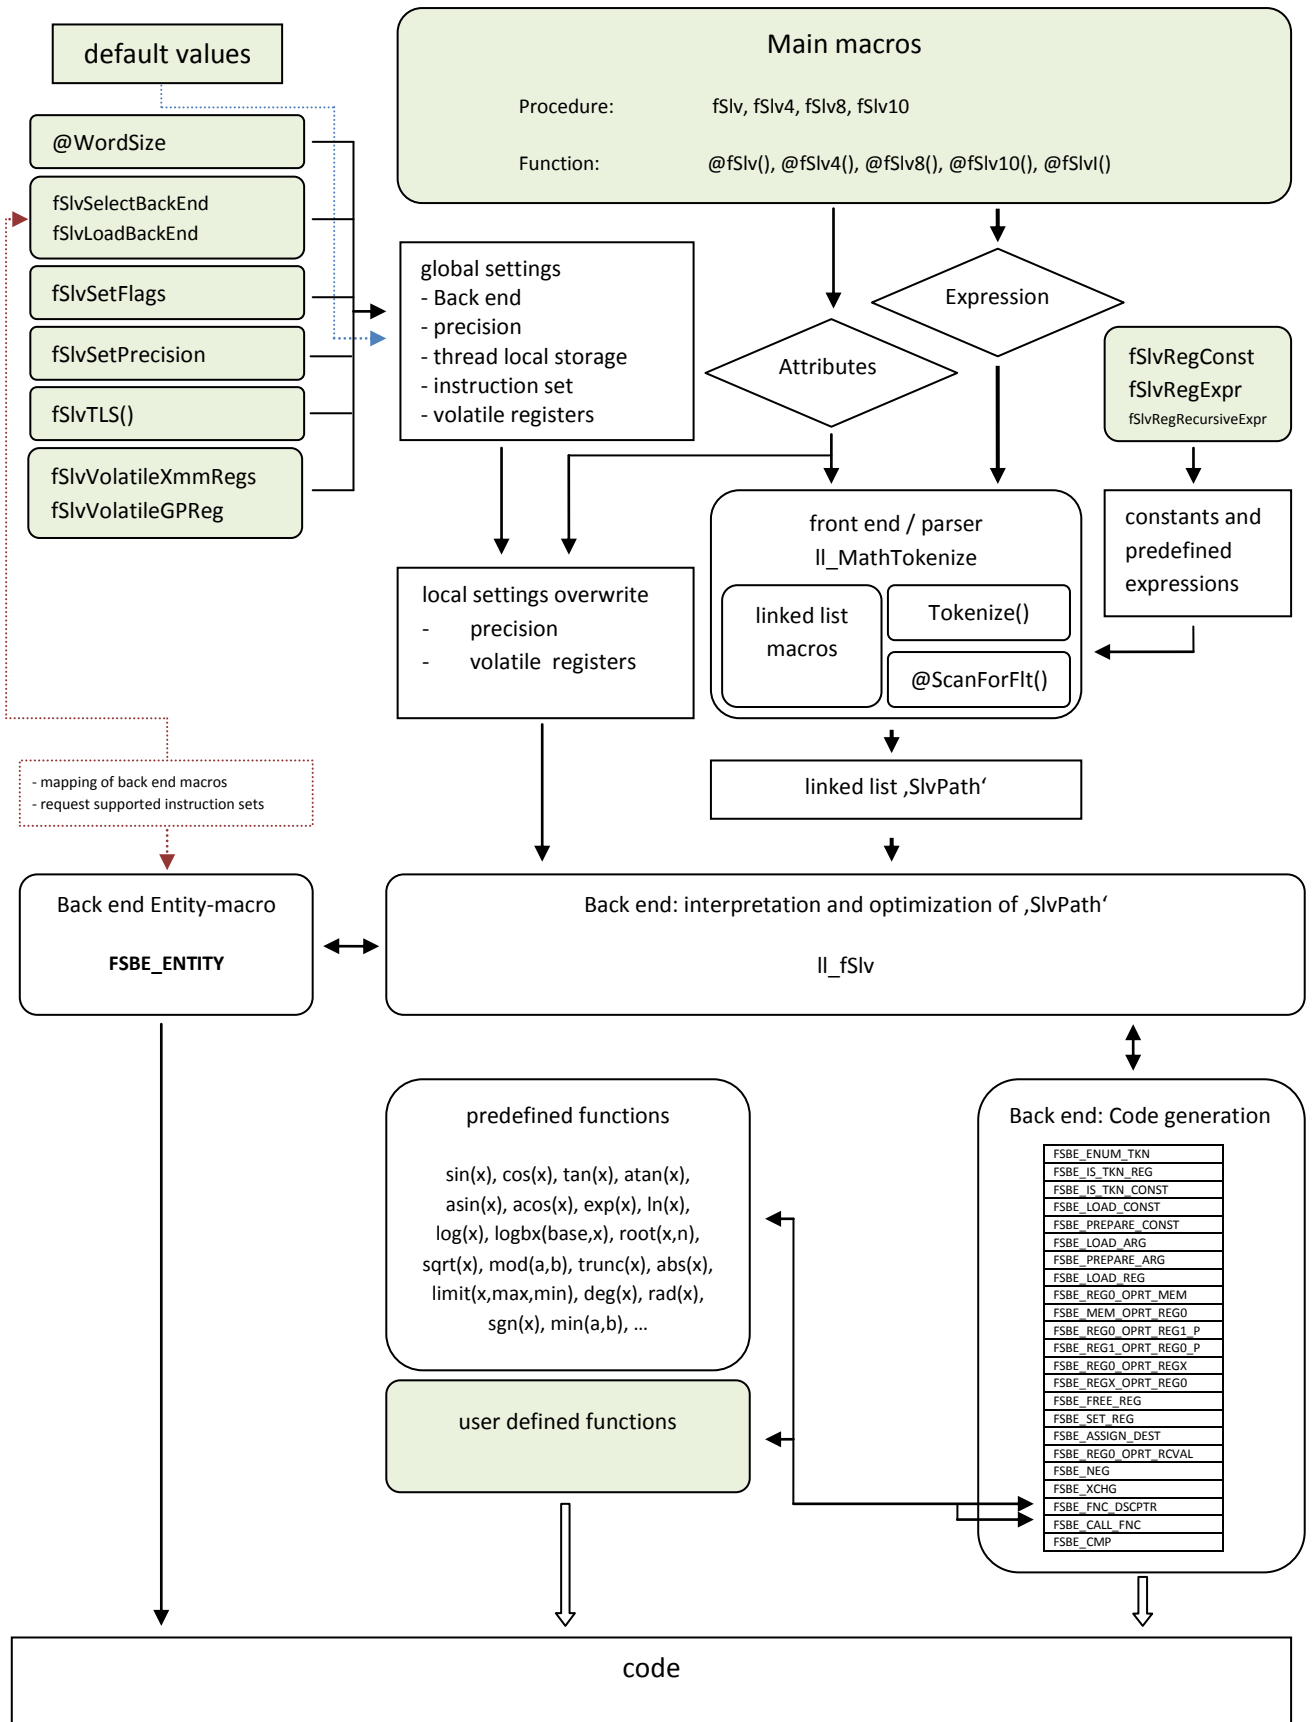 default values
Main macros
Procedure: fSlv, fSlv4, fSlv8, fSlv10
Function: @fSlv(), @fSlv4(), @fSlv8(), @fSlv10(), @fSlvI()
@WordSize
fSlvSelectBackEnd
fSlvLoadBackEnd
fSlvSetFlags
fSlvSetPrecision
fSlvTLS()
fSlvVolatileXmmRegs
fSlvVolatileGPReg
global settings
- Back end
- precision
- thread local storage
- instruction set
- volatile registers
Expression
Attributes
fSlvRegConst
fSlvRegExpr
fSlvRegRecursiveExpr
constants and
predefined
expressions
front end / parser
ll_MathTokenize
linked list
macros
Tokenize()
@ScanForFlt()
local settings overwrite
- precision
- volatile registers
linked list ‚SlvPath‘
- mapping of back end macros
- request supported instruction sets
Back end Entity-macro
FSBE_ENTITY
Back end: interpretation and optimization of ‚SlvPath‘
ll_fSlv
predefined functions
sin(x), cos(x), tan(x), atan(x),
asin(x), acos(x), exp(x), ln(x),
log(x), logbx(base,x), root(x,n),
sqrt(x), mod(a,b), trunc(x), abs(x),
limit(x,max,min), deg(x), rad(x),
sgn(x), min(a,b), ...
user defined functions
Back end: Code generation
FSBE_ENUM_TKN
FSBE_IS_TKN_REG
FSBE_IS_TKN_CONST
FSBE_LOAD_CONST
FSBE_PREPARE_CONST
FSBE_LOAD_ARG
FSBE_PREPARE_ARG
FSBE_LOAD_REG
FSBE_REG0_OPRT_MEM
FSBE_MEM_OPRT_REG0
FSBE_REG0_OPRT_REG1_P
FSBE_REG1_OPRT_REG0_P
FSBE_REG0_OPRT_REGX
FSBE_REGX_OPRT_REG0
FSBE_FREE_REG
FSBE_SET_REG
FSBE_ASSIGN_DEST
FSBE_REG0_OPRT_RCVAL
FSBE_NEG
FSBE_XCHG
FSBE_FNC_DSCPTR
FSBE_CALL_FNC
FSBE_CMP
code